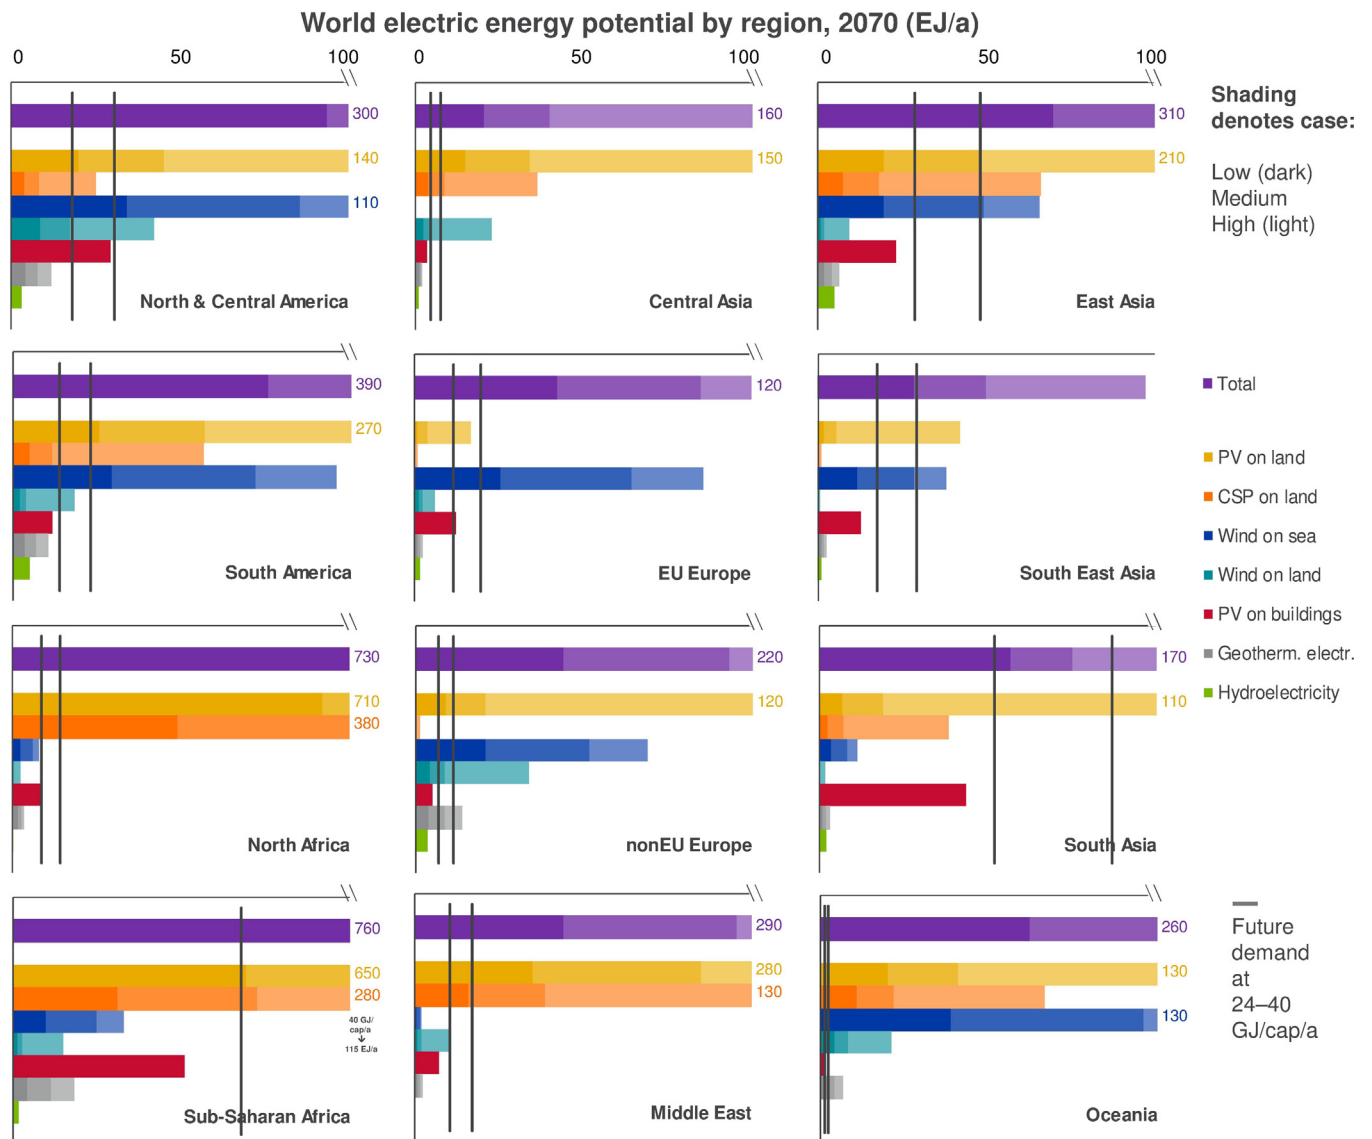 World electric energy potential by region, 2070 (EJ/a)
0 50 100
0 50 100
0 50 100
300
140
110
North & Central America
160
150
Central Asia
310
210
East Asia
Shading
denotes case:
Low (dark)
Medium
High (light)
390
270
South America
120
EU Europe
South East Asia
Total
PV on land
CSP on land
Wind on sea
Wind on land
PV on buildings
Geotherm. electr.
Hydroelectricity
730
710
380
North Africa
220
120
nonEU Europe
170
110
South Asia
760
650
280
40 GJ/
cap/a
↓
115 EJ/a
Sub-Saharan Africa
290
280
130
Middle East
260
130
130
Oceania
Future
demand
at
24–40
GJ/cap/a